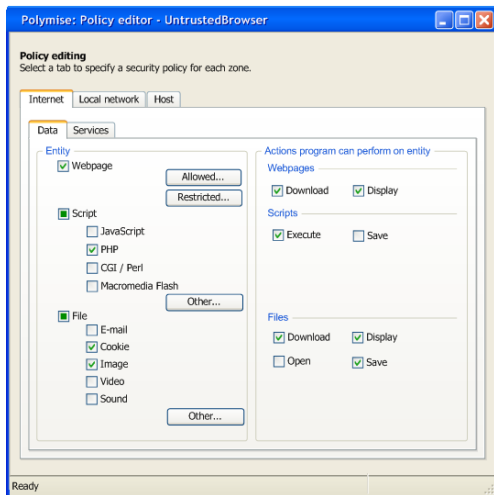 Polymise: Policy editor - UntrustedBrowser
Policy editing
Select a tab to specify a security policy for each zone.
Internet Local network Host
Data Services
Entity
Webpage
Allowed...
Restricted...
Script
JavaScript
PHP
CGI / Perl
Macromedia Flash
Other...
File
E-mail
Cookie
Image
Video
Sound
Other...
Actions program can perform on entity
Webpages
Download Display
Scripts
Execute Save
Files
Download Display
Open Save
Ready